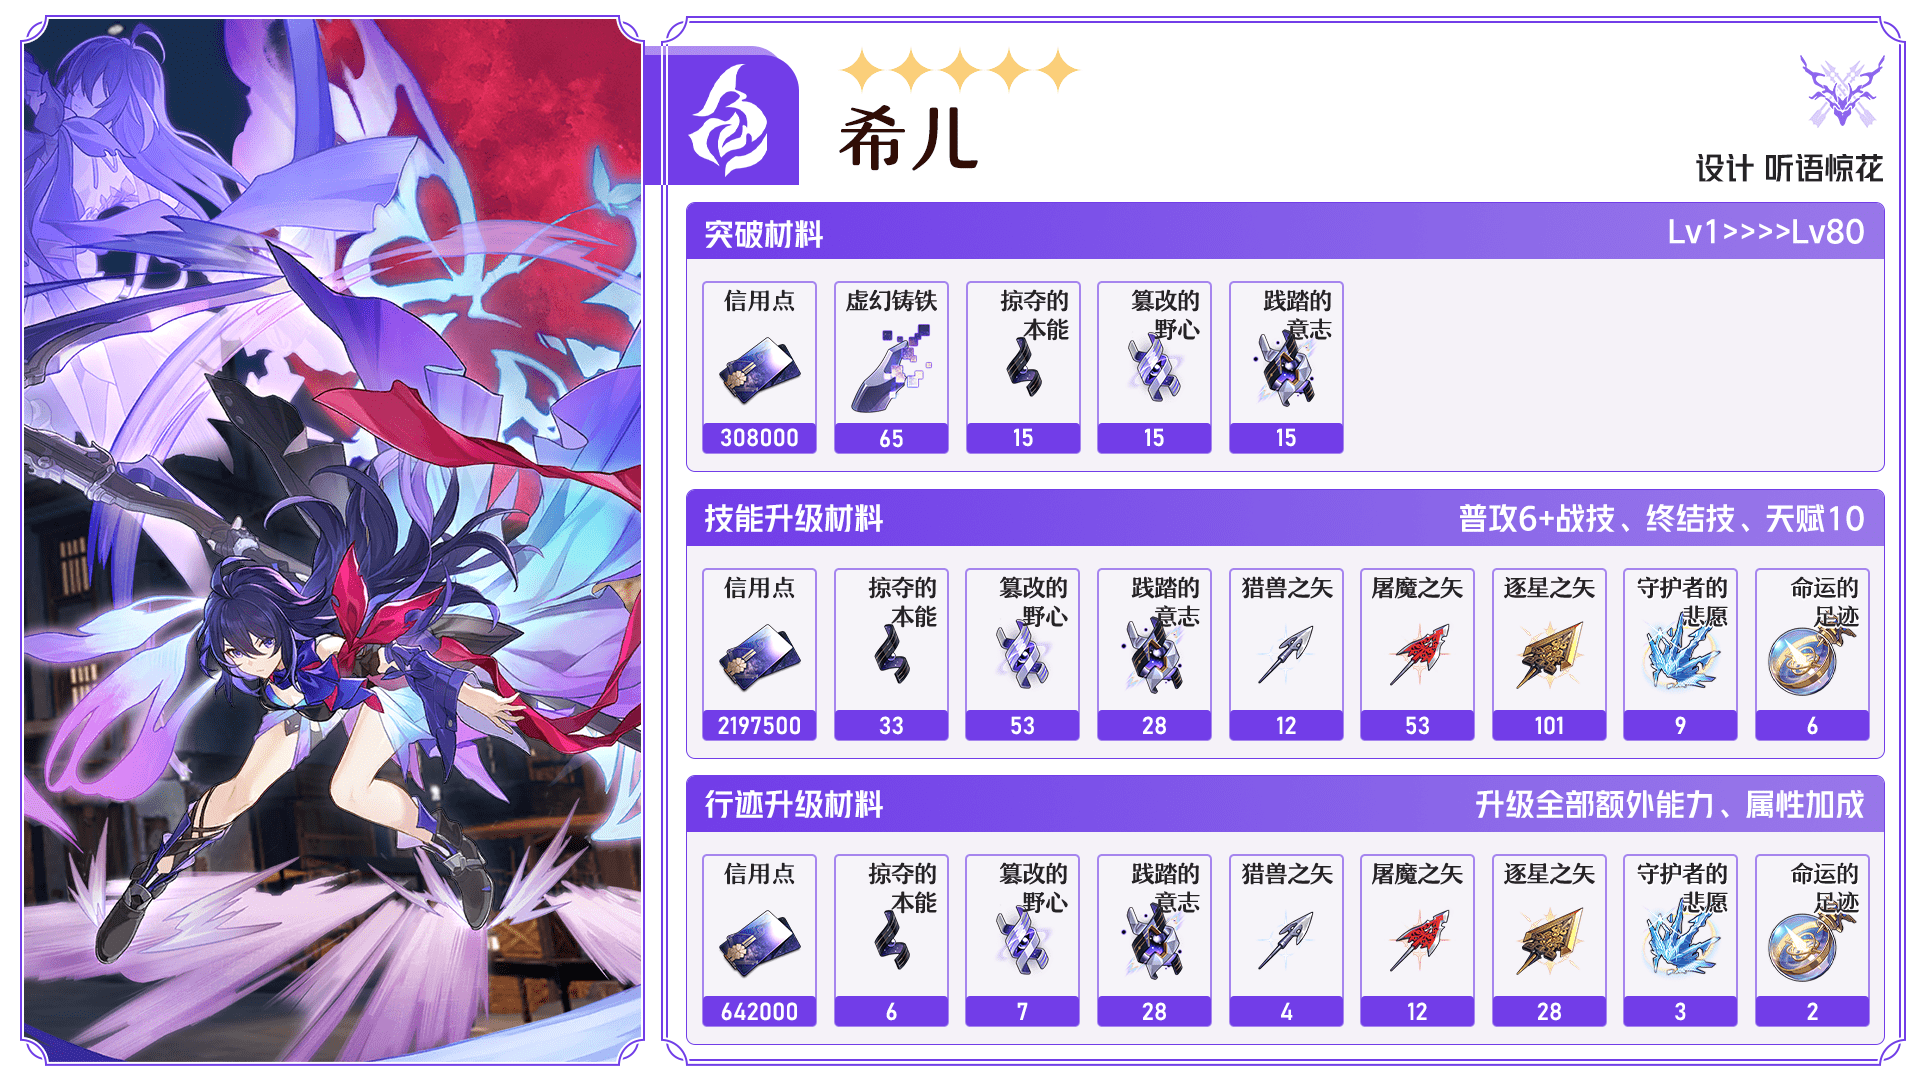 希儿
设计 听语惊花
突破材料
Lv1>>>>Lv80
信用点
虚幻铸铁
掠夺的
本能
篡改的
野心
践踏的
意志
308000
65
15
15
15
技能升级材料
普攻6+战技、终结技、天赋10
信用点
掠夺的
本能
篡改的
野心
践踏的
意志
猎兽之矢
屠魔之矢
逐星之矢
守护者的
悲愿
命运的
足迹
2197500
33
53
28
12
53
101
9
6
行迹升级材料
升级全部额外能力、属性加成
信用点
掠夺的
本能
篡改的
野心
践踏的
意志
猎兽之矢
屠魔之矢
逐星之矢
守护者的
悲愿
命运的
足迹
642000
6
7
28
4
12
28
3
2